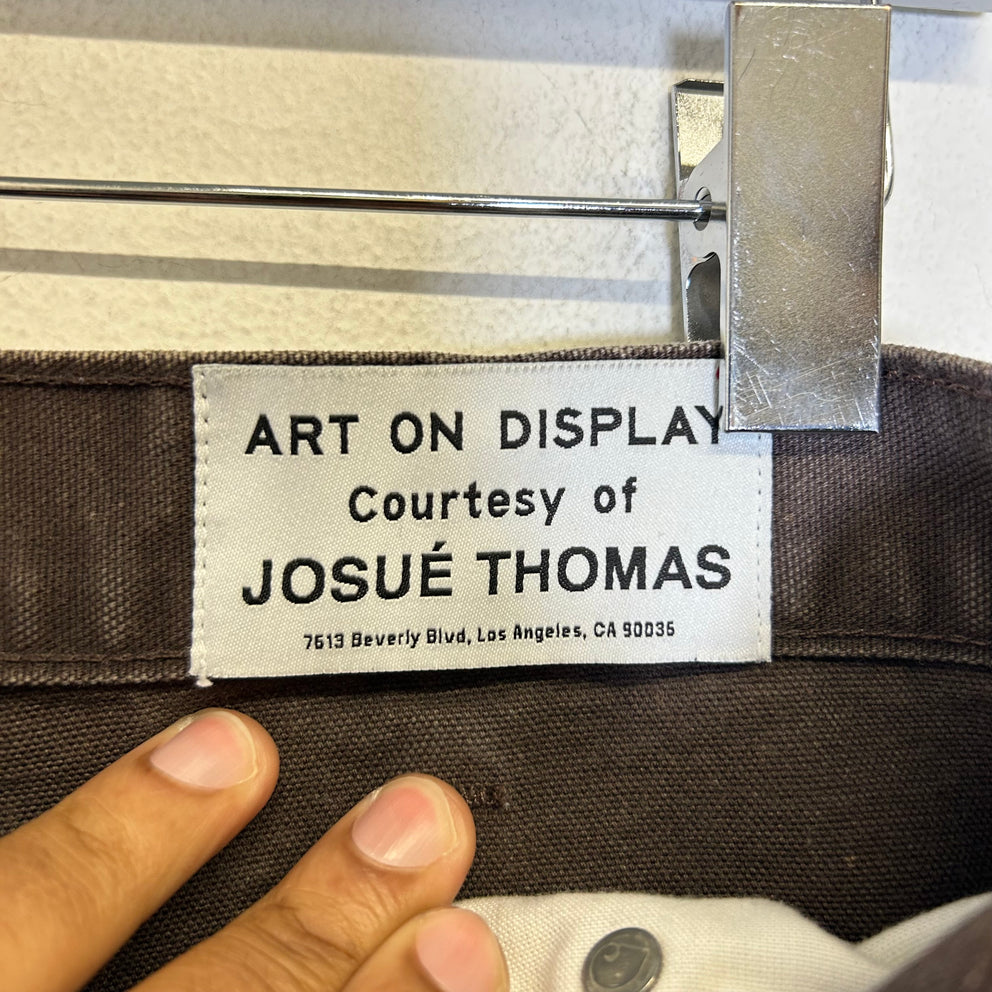 ART ON DISPLAY
Courtesy of
JOSUÉ THOMAS
7613 Beverly Blvd, Los Angeles, CA 90036